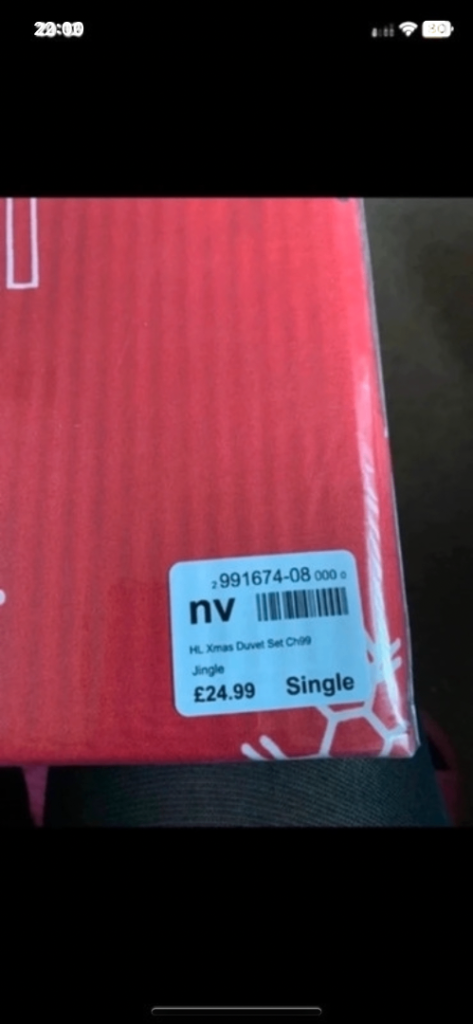 2 991674-08 000 0
nv
HL Xmas Duvet Set Ch99
Jingle
£24.99 Single